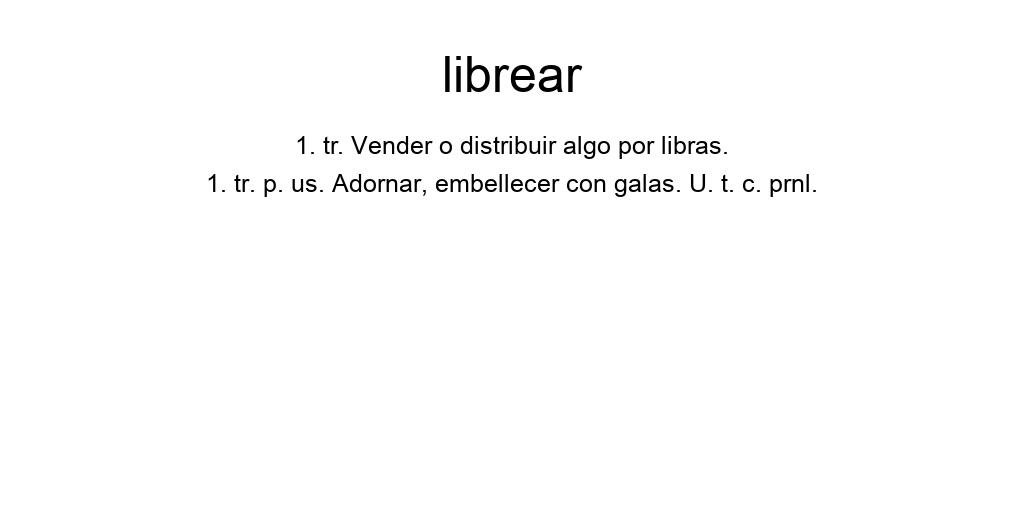 librear
1. tr. Vender o distribuir algo por libras.
1. tr. p. us. Adornar, embellecer con galas. U. t. c. prnl.